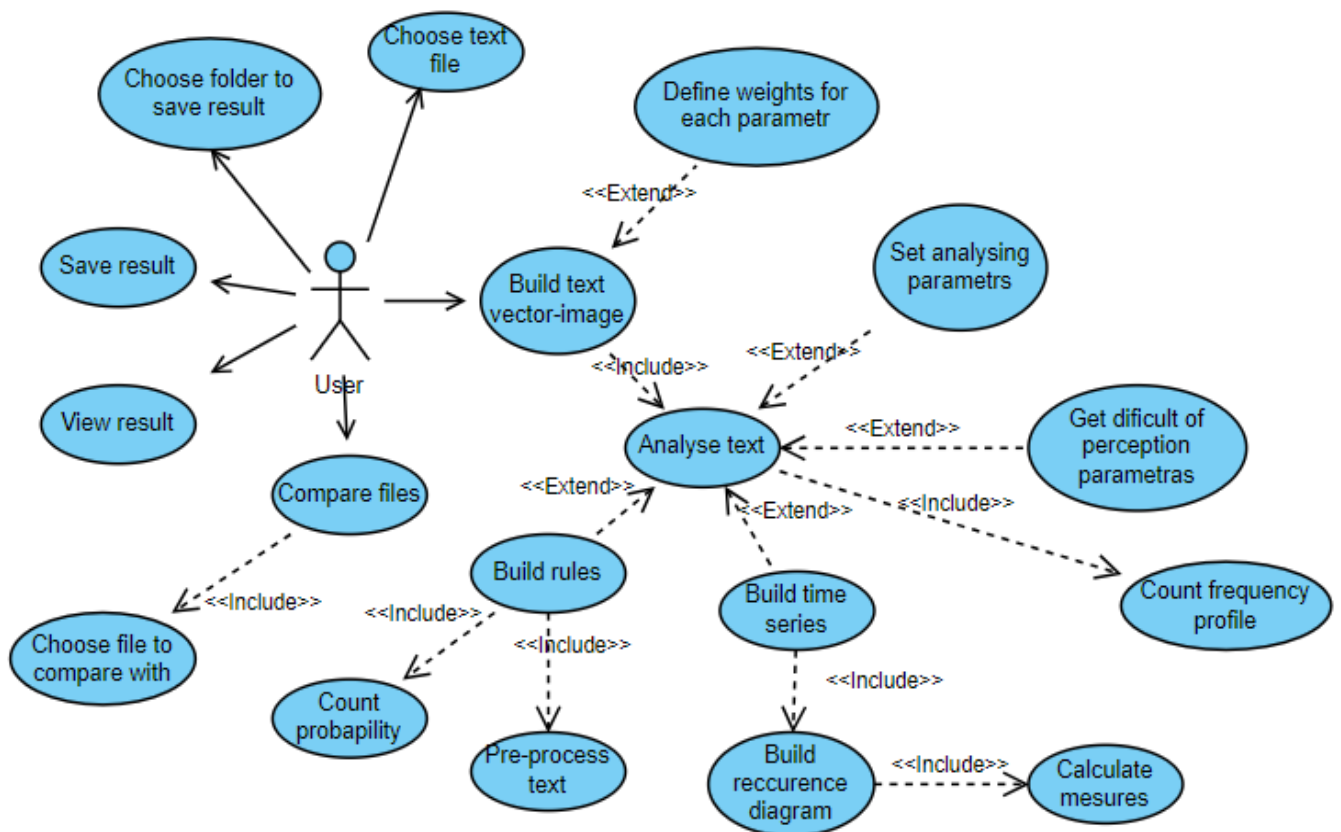 Choose text
file
Choose folder to
save result
Define weights for
each parametr
<<Extend>>
Set analysing
parametrs
Save result
Build text
vector-image
<<Extend>>
<<Include>>
User
View result
Analyse text
<<Extend>>
Get dificult of
perception
parametras
Compare files
<<Extend>>
<<Extend>>
<<Include>>
Build rules
Build time
series
Count frequency
profile
<<Include>>
<<Include>>
<<Include>>
Choose file to
compare with
<<Include>>
Count
probapility
Pre-process
text
Build
reccurence
diagram
<<Include>>
Calculate
mesures